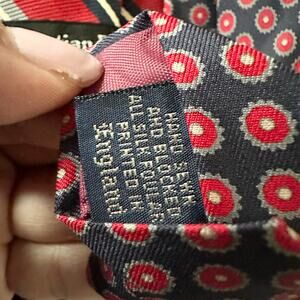 HAND SEWN
AND BLOCKED
ALL SILK FOULARD
PRINTED IN
England